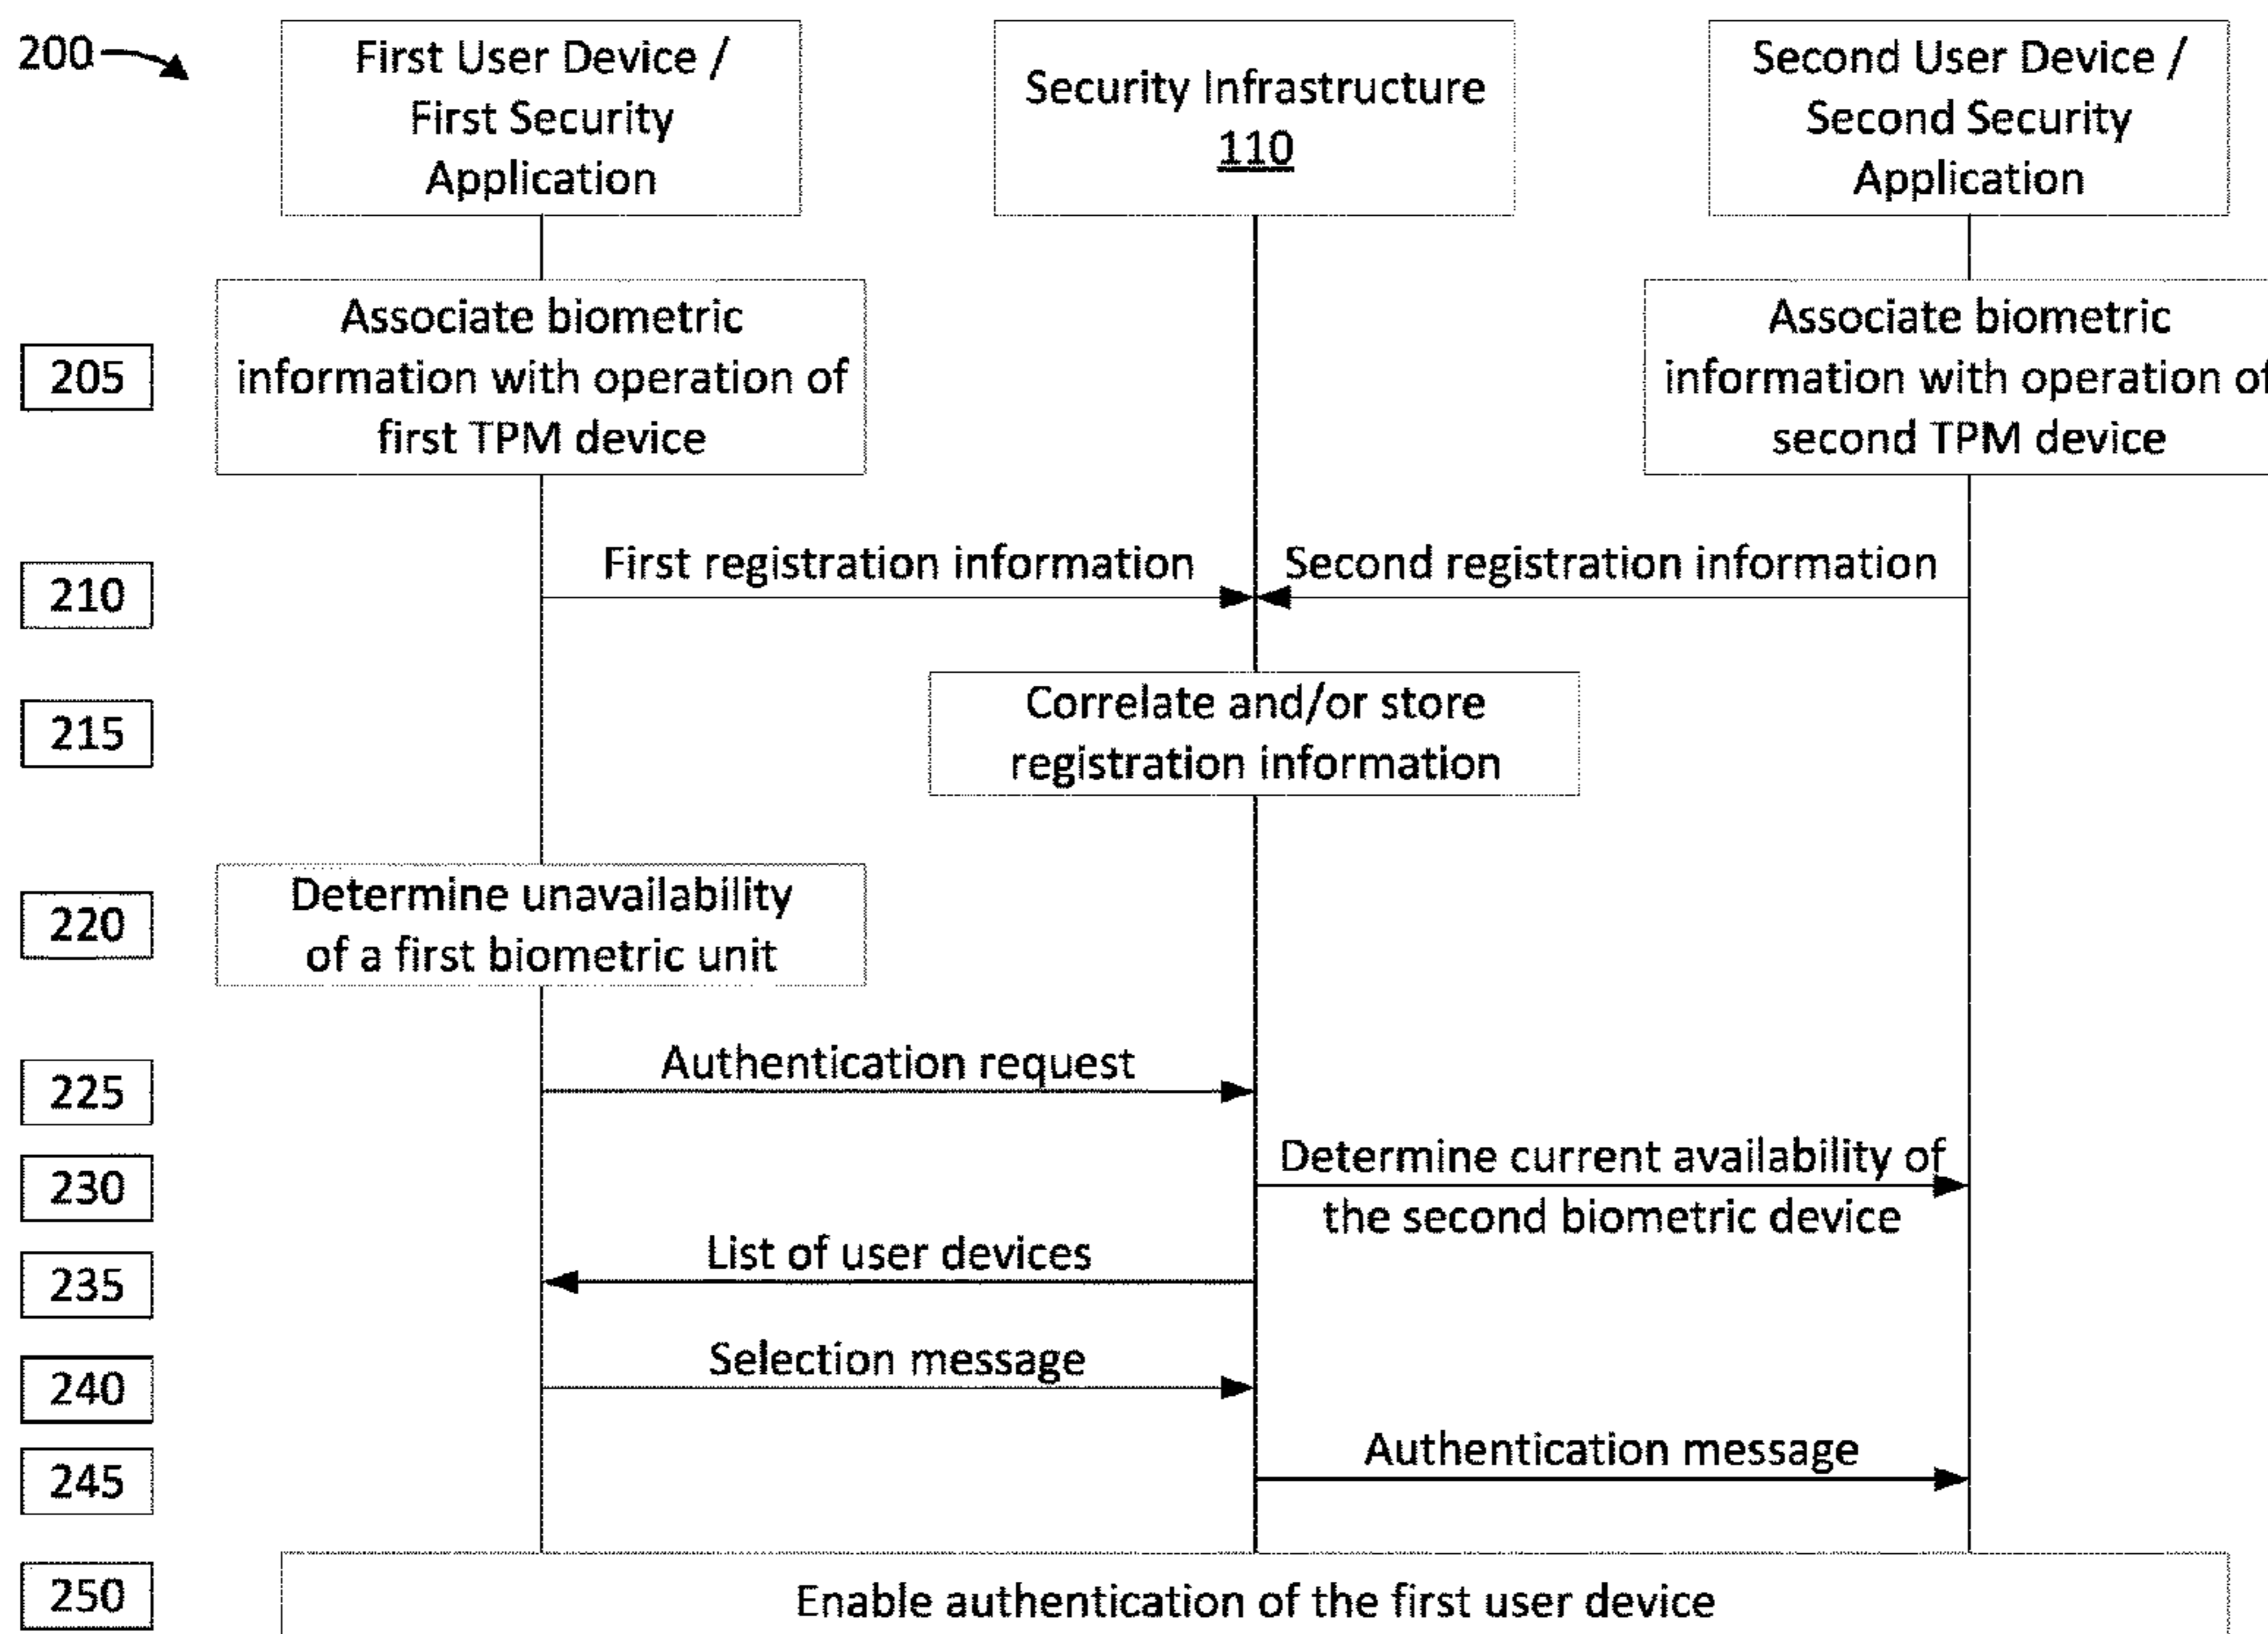 200
First User Device /
First Security
Application
Security Infrastructure
110
Second User Device /
Second Security
Application
205
Associate biometric
information with operation of
first TPM device
Associate biometric
information with operation of
second TPM device
210
First registration information
Second registration information
215
Correlate and/or store
registration information
220
Determine unavailability
of a first biometric unit
225
Authentication request
230
Determine current availability of
the second biometric device
235
List of user devices
240
Selection message
245
Authentication message
250
Enable authentication of the first user device